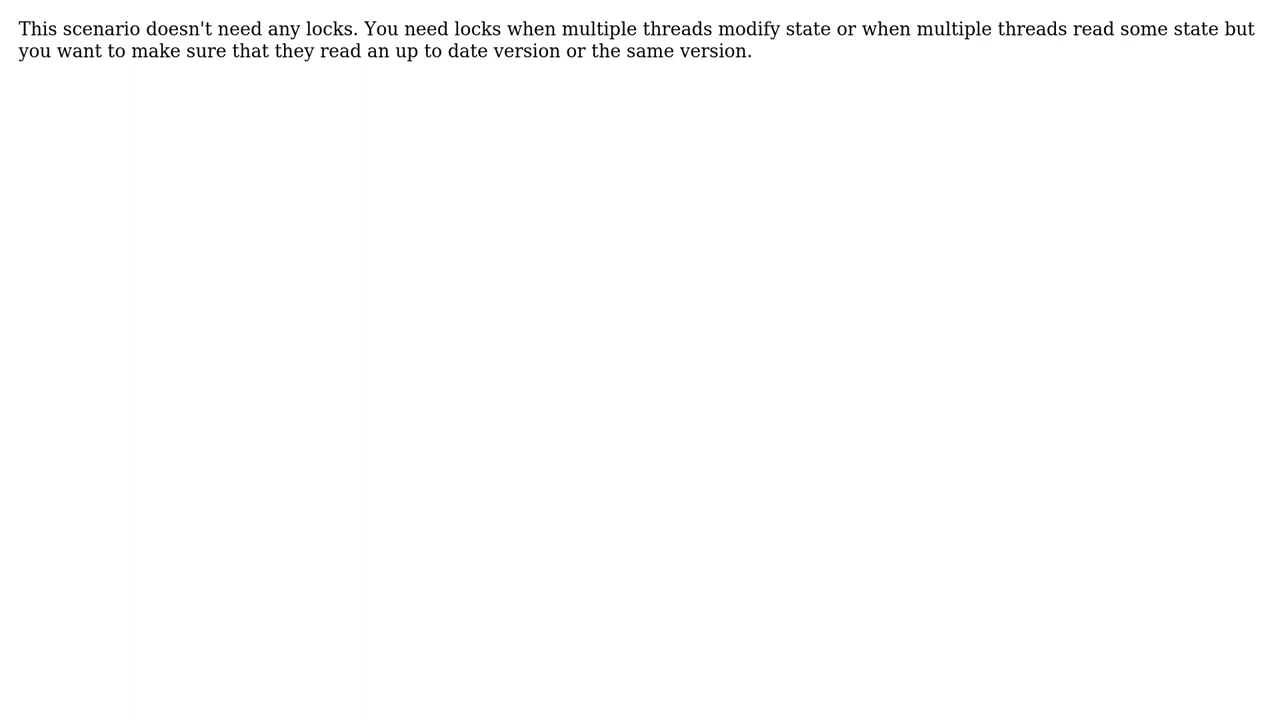 This scenario doesn't need any locks. You need locks when multiple threads modify state or when multiple threads read some state but
you want to make sure that they read an up to date version or the same version.